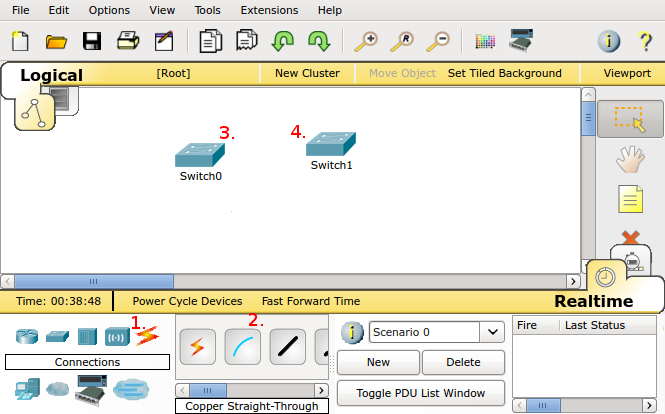 File Edit Options View Tools Extensions Help
i ?
Logical [Root] New Cluster Move Object Set Tiled Background Viewport
3. 4.
Switch0 Switch1
Time: 00:38:48 Power Cycle Devices Fast Forward Time Realtime
1. 2.
Connections
Copper Straight-Through
i Scenario 0
New Delete
Toggle PDU List Window
Fire Last Status